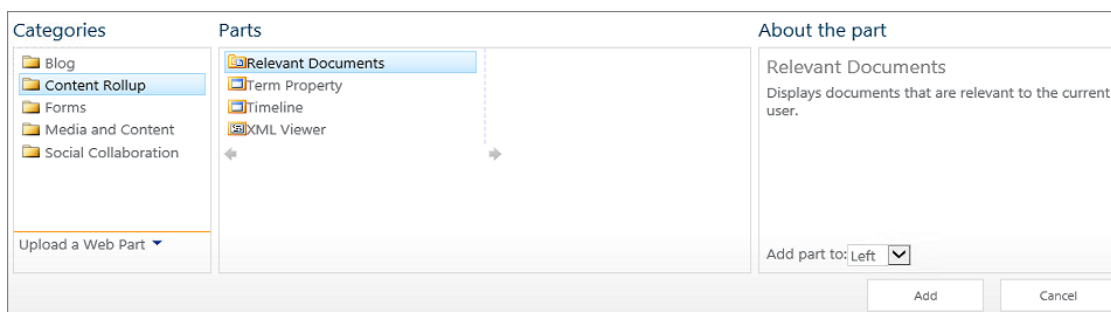 Categories
Blog
Content Rollup
Forms
Media and Content
Social Collaboration
Upload a Web Part
Parts
Relevant Documents
Term Property
Timeline
XML Viewer
About the part
Relevant Documents
Displays documents that are relevant to the current
user.
Add part to: Left
Add
Cancel